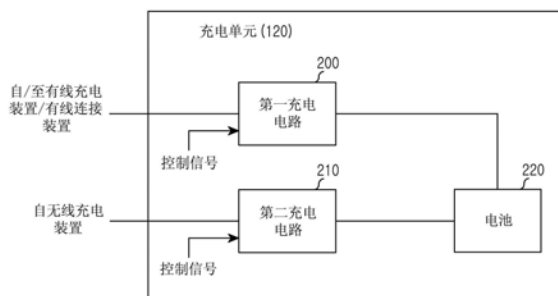 充电单元(120)
200
自/至有线充电
装置/有线连接
装置
第一充电
电路
控制信号
210
220
自无线充电
装置
第二充电
电路
电池
控制信号